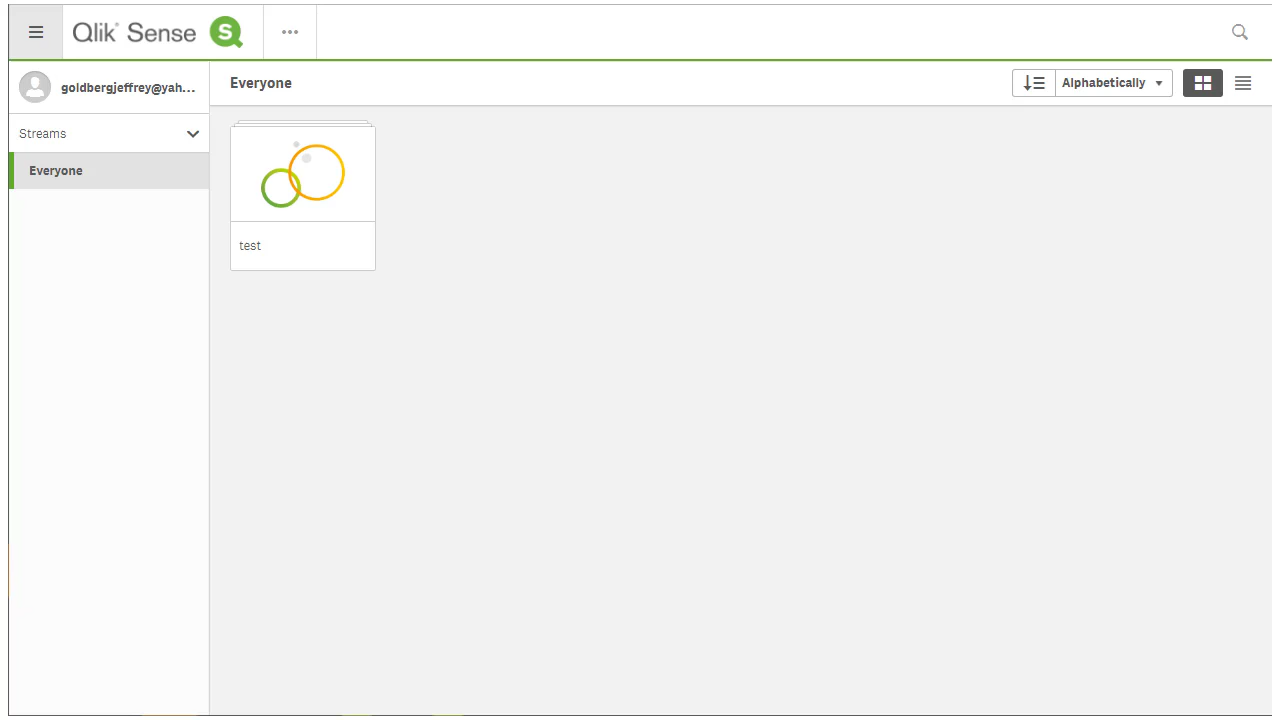 Qlik Sense
goldbergjeffrey@yah...
Everyone
Alphabetically
Streams
Everyone
test